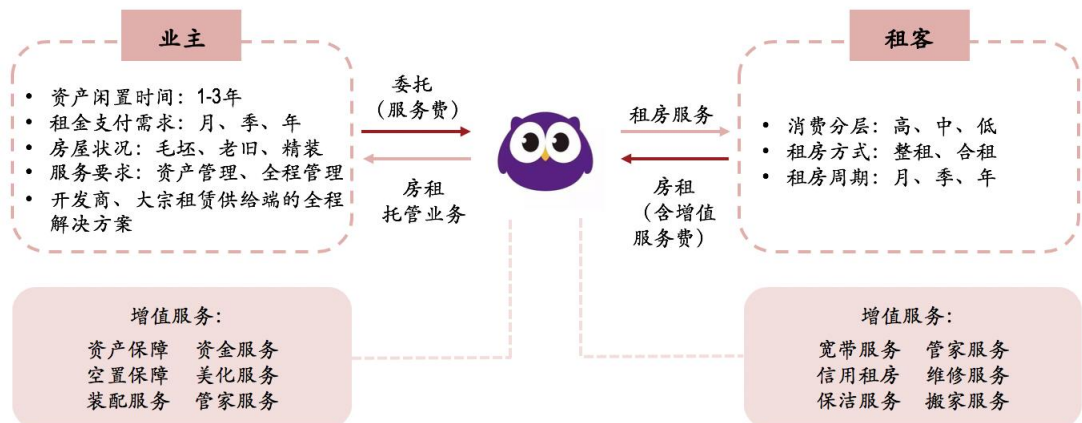 业主
• 资产闲置时间：1-3年
• 租金支付需求：月、季、年
• 房屋状况：毛坯、老旧、精装
• 服务要求：资产管理、全程管理
• 开发商、大宗租赁供给端的全程
解决方案
委托
（服务费）
房租
托管业务
租房服务
房租
（含增值
服务费）
租客
• 消费分层：高、中、低
• 租房方式：整租、合租
• 租房周期：月、季、年
增值服务：
资产保障 资金服务
空置保障 美化服务
装配服务 管家服务
增值服务：
宽带服务 管家服务
信用租房 维修服务
保洁服务 搬家服务